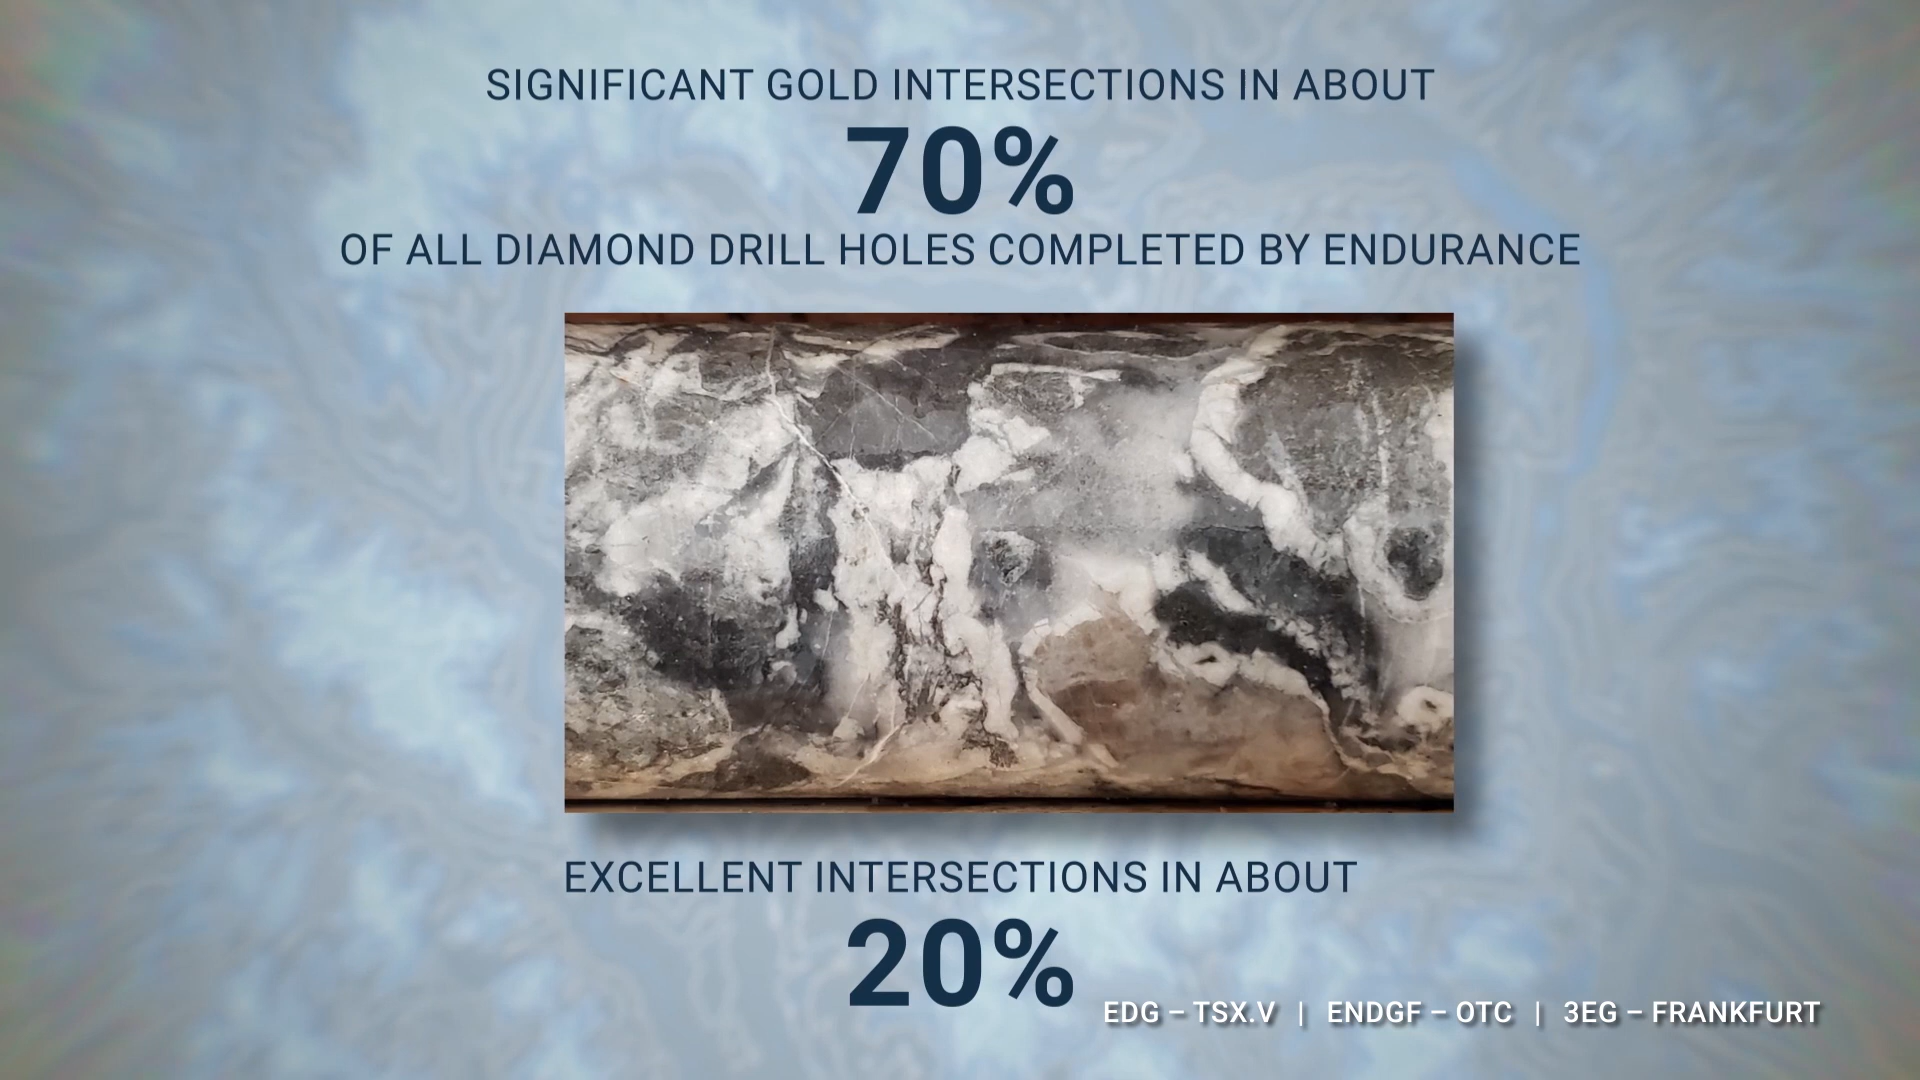 SIGNIFICANT GOLD INTERSECTIONS IN ABOUT
70%
OF ALL DIAMOND DRILL HOLES COMPLETED BY ENDURANCE
EXCELLENT INTERSECTIONS IN ABOUT
20%
EDG – TSX.V | ENDGF – OTC | 3EG – FRANKFURT